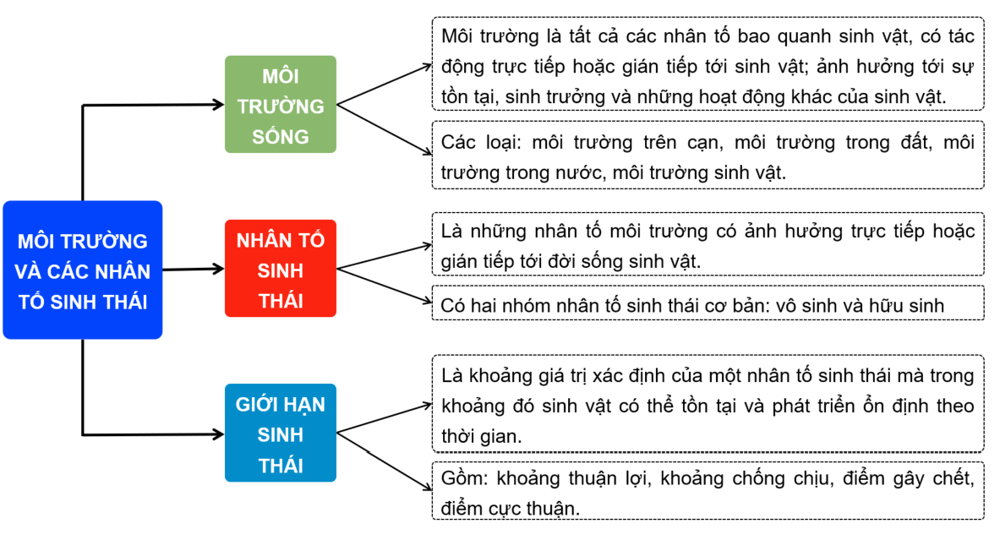 MÔI TRƯỜNG
VÀ CÁC NHÂN
TỐ SINH THÁI
MÔI
TRƯỜNG
SỐNG
Môi trường là tất cả các nhân tố bao quanh sinh vật, có tác
động trực tiếp hoặc gián tiếp tới sinh vật; ảnh hưởng tới sự
tồn tại, sinh trưởng và những hoạt động khác của sinh vật.
Các loại: môi trường trên cạn, môi trường trong đất, môi
trường trong nước, môi trường sinh vật.
NHÂN TỐ
SINH
THÁI
Là những nhân tố môi trường có ảnh hưởng trực tiếp hoặc
gián tiếp tới đời sống sinh vật.
Có hai nhóm nhân tố sinh thái cơ bản: vô sinh và hữu sinh
GIỚI HẠN
SINH
THÁI
Là khoảng giá trị xác định của một nhân tố sinh thái mà trong
khoảng đó sinh vật có thể tồn tại và phát triển ổn định theo
thời gian.
Gồm: khoảng thuận lợi, khoảng chống chịu, điểm gây chết,
điểm cực thuận.